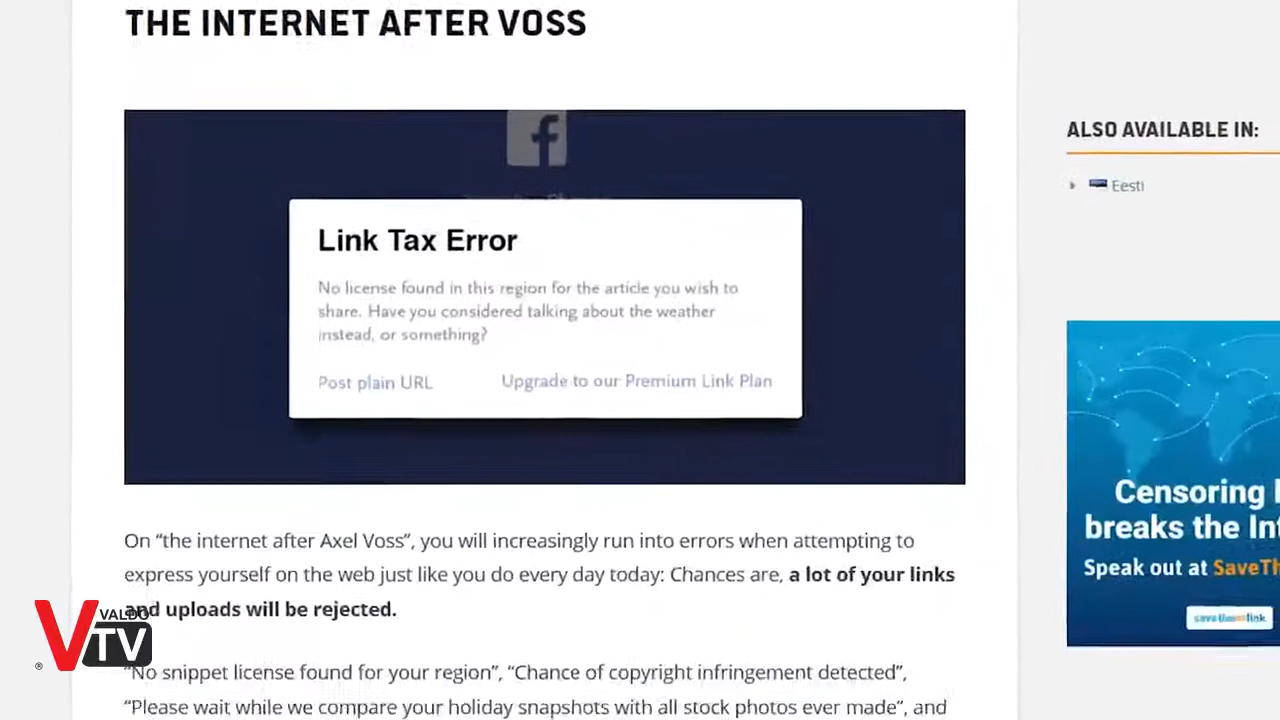 THE INTERNET AFTER VOSS
Link Tax Error
No license found in this region for the article you wish to
share. Have you considered talking about the weather
instead, or something?
Post plain URL
Upgrade to our Premium Link Plan
On “the internet after Axel Voss”, you will increasingly run into errors when attempting to
express yourself on the web just like you do every day today: Chances are, a lot of your links
and uploads will be rejected.
“No snippet license found for your region”, “Chance of copyright infringement detected”,
“Please wait while we compare your holiday snapshots with all stock photos ever made”, and
ALSO AVAILABLE IN:
Eesti
Censoring
breaks the
Speak out at
save the link
VALDO
VTV
®